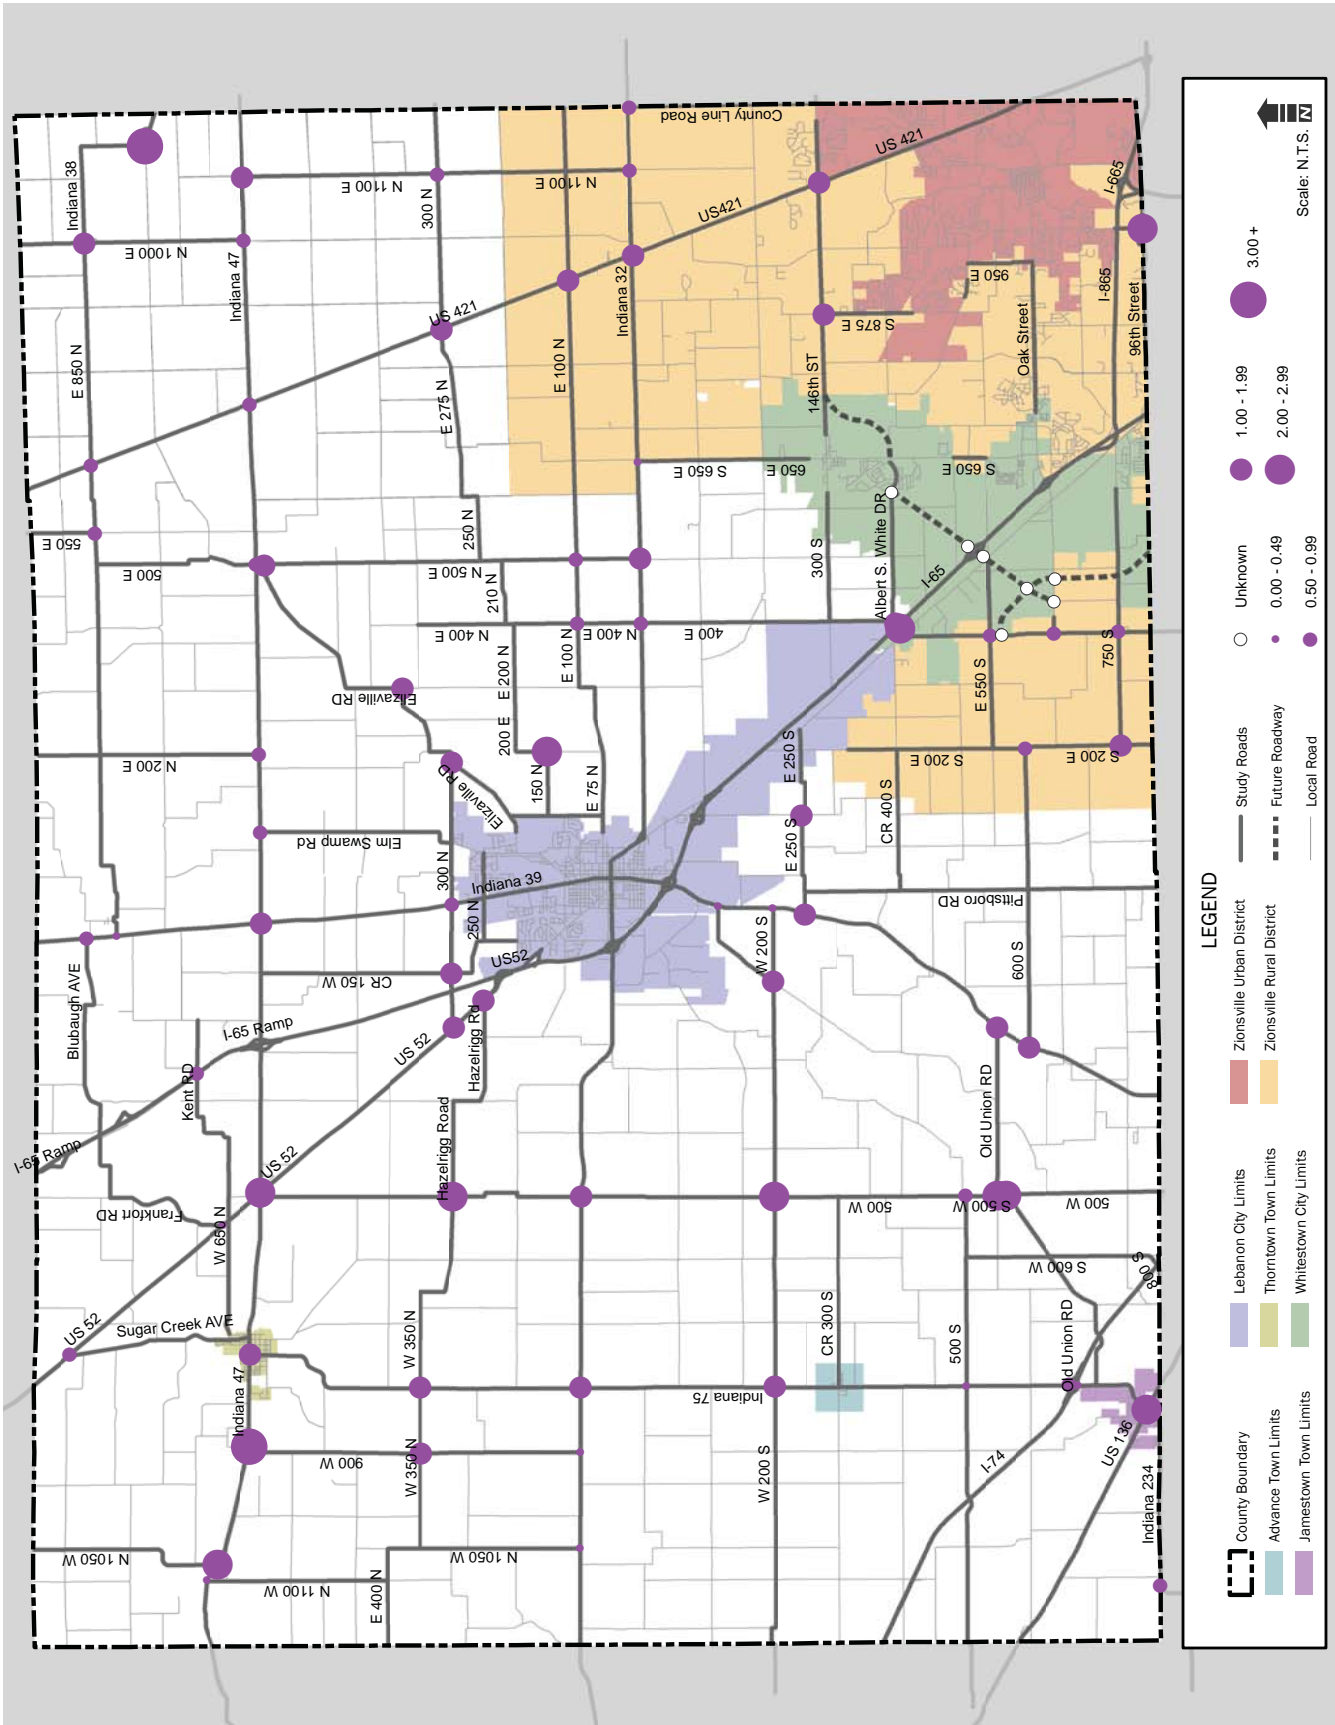 Indiana 38
N 1000 E
E 850 N
550 E
500 E
N 200 E
Blubaugh AVE
Kent RD
I-65 Ramp
I-65 Ramp
Frankfort RD
W 650 N
US 52
US 52
US 52
Sugar Creek AVE
Indiana 47
Indiana 47
N 1050 W
N 1100 W
900 W
N 1100 E
N 1100 E
300 N
US 421
E 275 N
250 N
N 500 E
210 N
N 400 E
N 400 E
400 E
Elizaville RD
Elizaville RD
E 200 N
200 E
150 N
E 75 N
E 100 N
E 100 N
Elm Swamp Rd
300 N
Indiana 39
250 N
US52
CR 150 W
Hazelrigg Rd
Hazelrigg Road
W 350 N
W 350 N
E 400 N
N 1050 W
County Line Road
Indiana 32
US421
US 421
146th ST
S 875 E
950 E
Oak Street
I-665
I-865
96th Street
S 650 E
650 E
S 650 E
300 S
Albert S. White DR
I-65
E 550 S
750 S
S 200 E
S 200 E
E 250 S
E 250 S
CR 400 S
Pittsboro RD
600 S
W 200 S
Old Union RD
500 W
S 500 W
500 W
S 600 W
800 S
CR 300 S
500 S
Old Union RD
Indiana 75
W 200 S
I-74
US 136
Indiana 234
LEGEND
County Boundary
Advance Town Limits
Jamestown Town Limits
Lebanon City Limits
Thorntown Town Limits
Whitestown City Limits
Zionsville Urban District
Zionsville Rural District
Study Roads
Future Roadway
Local Road
Unknown
0.00 - 0.49
0.50 - 0.99
1.00 - 1.99
2.00 - 2.99
3.00 +
N
Scale: N.T.S.